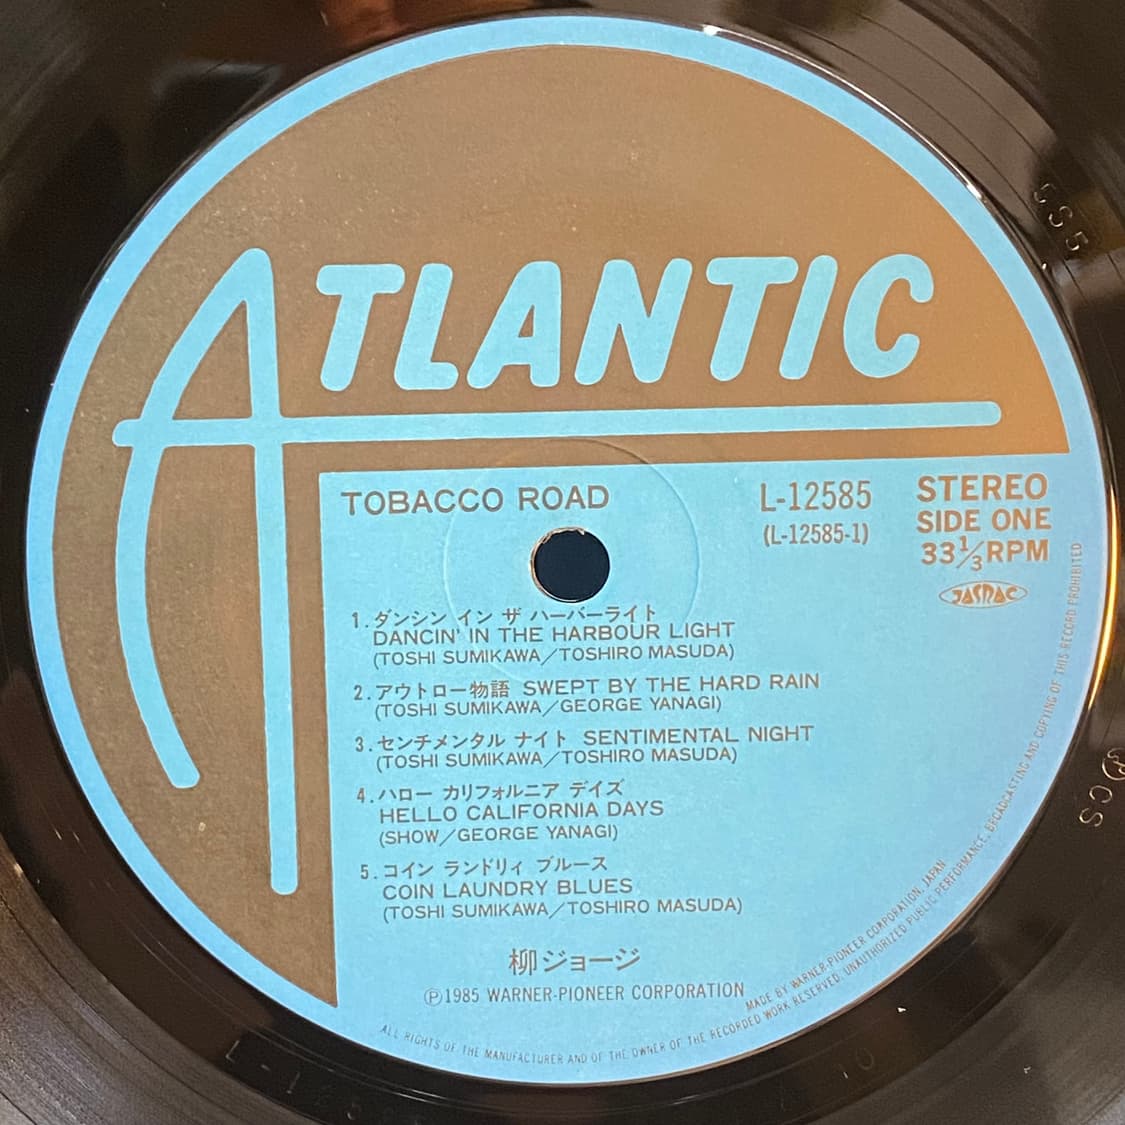 ATLANTIC
TOBACCO ROAD
L-12585
(L-12585-1)
STEREO
SIDE ONE
33 1/3 RPM
JASRAC
1. ダンシン イン ザ ハーバーライト
DANCIN' IN THE HARBOUR LIGHT
(TOSHI SUMIKAWA/TOSHIRO MASUDA)
2. アウトロー物語 SWEPT BY THE HARD RAIN
(TOSHI SUMIKAWA/GEORGE YANAGI)
3. センチメンタル ナイト SENTIMENTAL NIGHT
(TOSHI SUMIKAWA/TOSHIRO MASUDA)
4. ハロー カリフォルニア デイズ
HELLO CALIFORNIA DAYS
(SHOW/GEORGE YANAGI)
5. コイン ランドリィ ブルース
COIN LAUNDRY BLUES
(TOSHI SUMIKAWA/TOSHIRO MASUDA)
柳ジョージ
Ⓟ1985 WARNER-PIONEER CORPORATION
MADE BY WARNER-PIONEER CORPORATION, JAPAN
ALL RIGHTS OF THE MANUFACTURER AND OF THE OWNER OF THE RECORDED WORK RESERVED. UNAUTHORIZED PUBLIC PERFORMANCE, BROADCASTING AND COPYING OF THIS RECORD PROHIBITED
CS5
Ⓟ CS